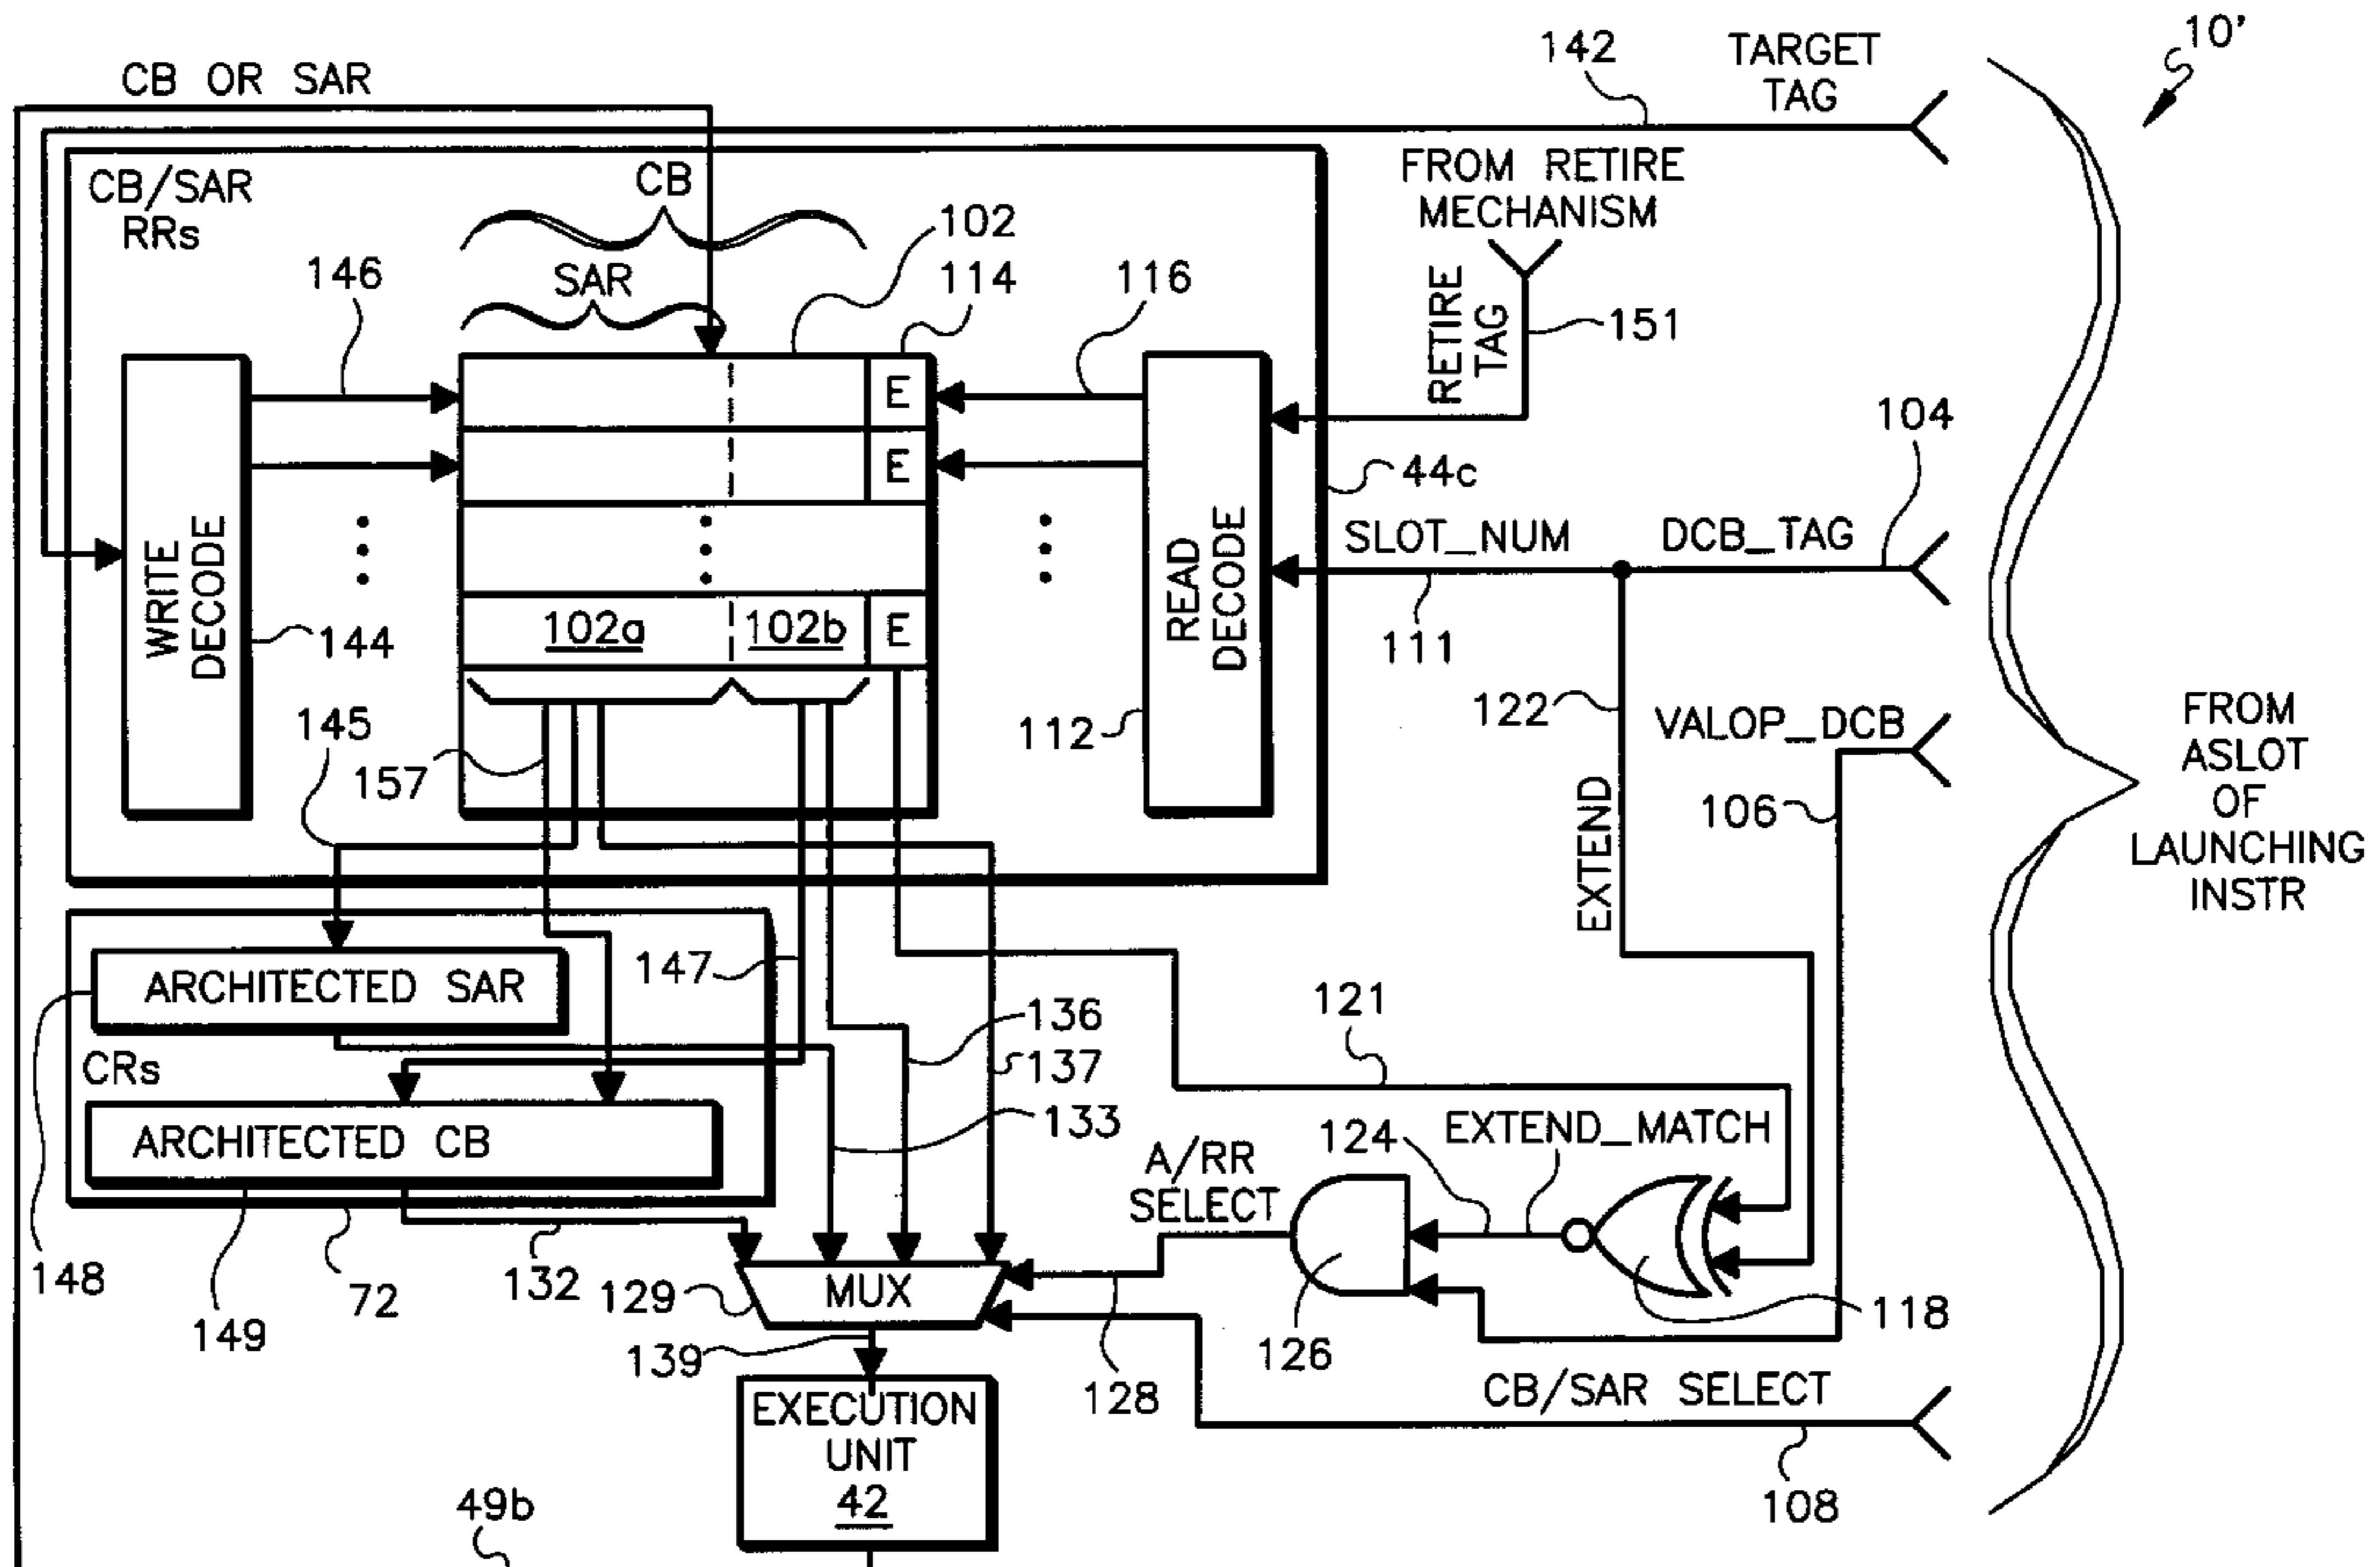 10'
142
TARGET
TAG
CB OR SAR
FROM RETIRE
MECHANISM
CB/SAR
RRs
CB
102
SAR
114
146
116
RETIRE
TAG
151
104
E
E
44c
SLOT_NUM
DCB_TAG
WRITE
DECODE
READ
DECODE
144
102a
102b
E
111
145
157
112
122
VALOP_DCB
106
EXTEND
FROM
ASLOT
OF
LAUNCHING
INSTR
147
ARCHITECTED SAR
136
121
CRs
137
133
ARCHITECTED CB
A/RR
SELECT
124
EXTEND_MATCH
148
72
132
129
MUX
118
149
139
128
126
CB/SAR SELECT
EXECUTION
UNIT
42
49b
108